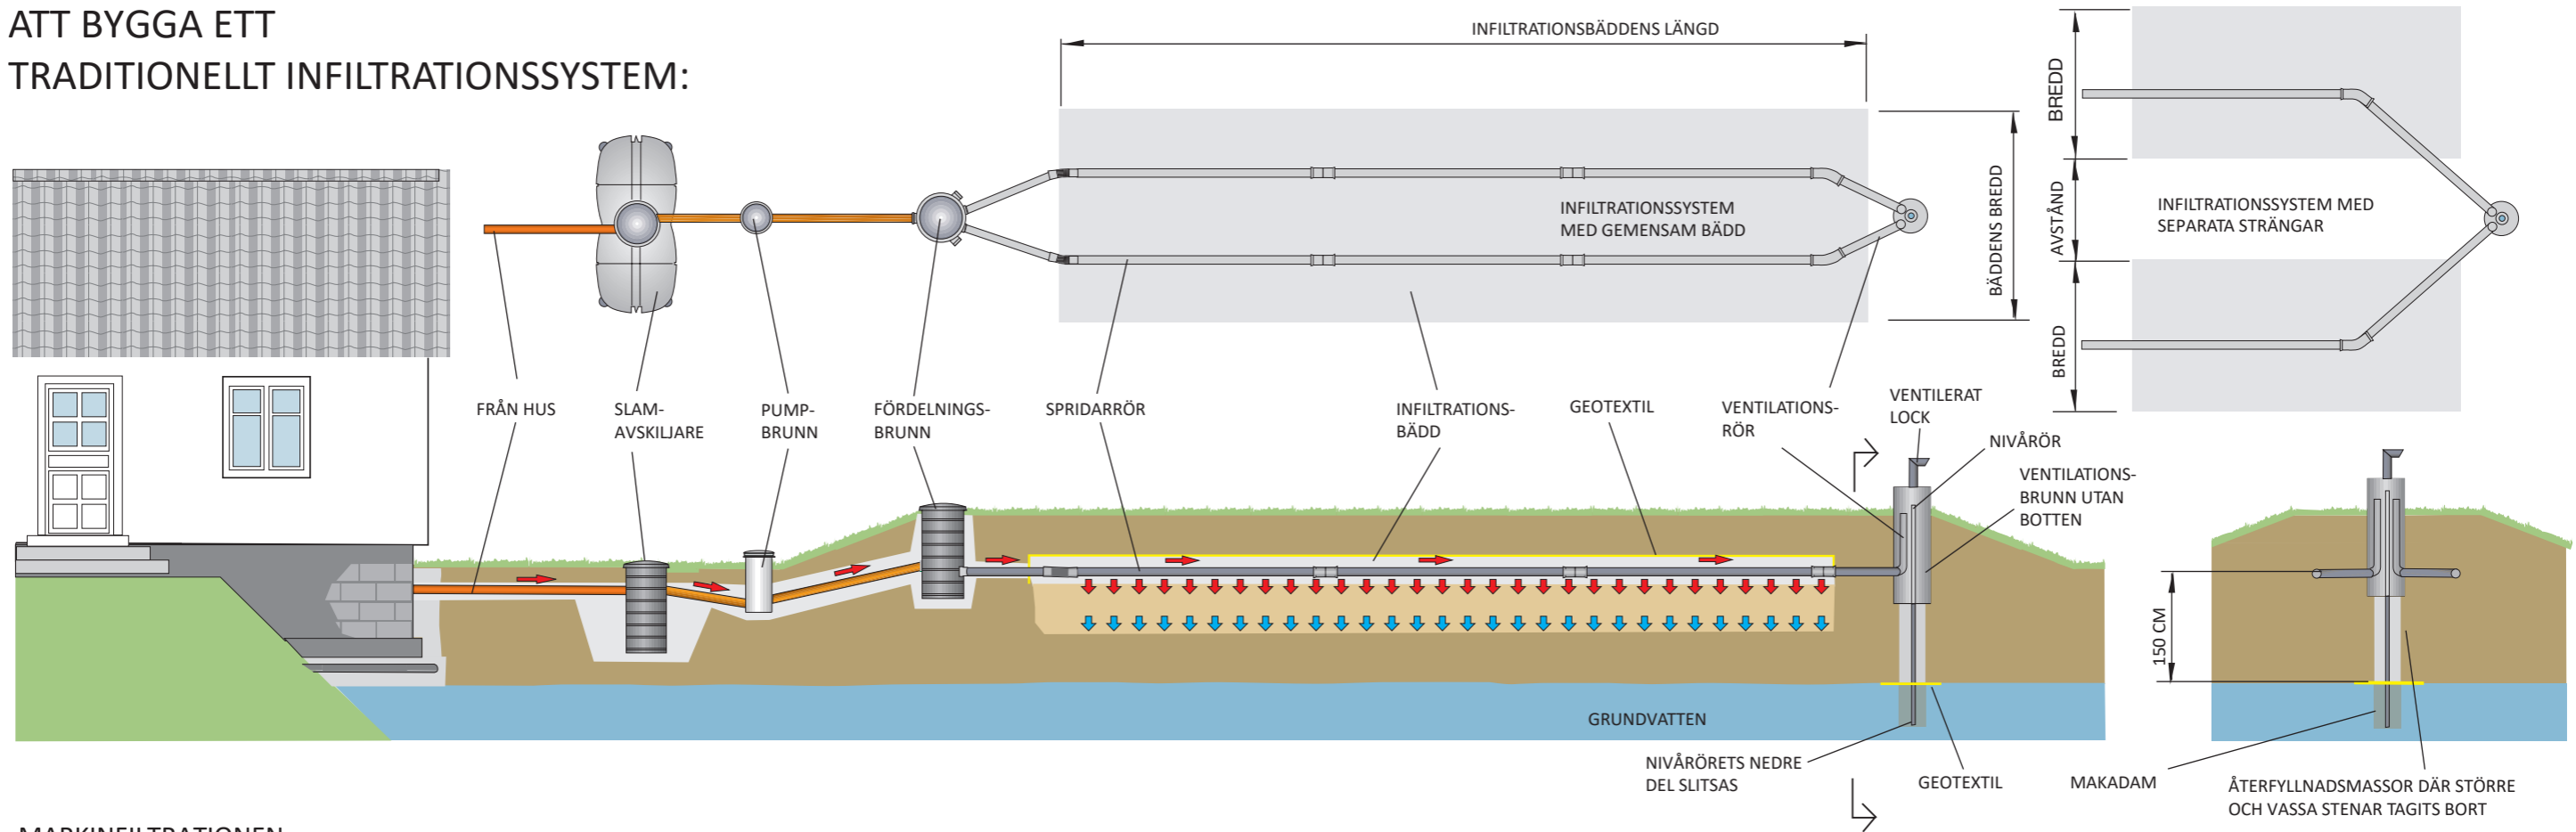 ATT BYGGA ETT
TRADITIONELLT INFILTRATIONSSYSTEM:
INFILTRATIONSBÄDDENS LÄNGD
BÄDDENS BREDD
INFILTRATIONSSYSTEM
MED GEMENSAM BÄDD
BREDD
AVSTÅND
BREDD
INFILTRATIONSSYSTEM MED
SEPARATA STRÄNGAR
FRÅN HUS
SLAM-
AVSKILJARE
PUMP-
BRUNN
FÖRDELNINGS-
BRUNN
SPRIDARRÖR
INFILTRATIONS-
BÄDD
GEOTEXTIL
VENTILATIONS-
RÖR
VENTILERAT
LOCK
NIVÅRÖR
VENTILATIONS-
BRUNN UTAN
BOTTEN
150 CM
GRUNDVATTEN
NIVÅRÖRETS NEDRE
DEL SLITSAS
GEOTEXTIL
MAKADAM
ÅTERFYLLNADSMASSOR DÄR STÖRRE
OCH VASSA STENAR TAGITS BORT
MARKINFILTRATIONEN